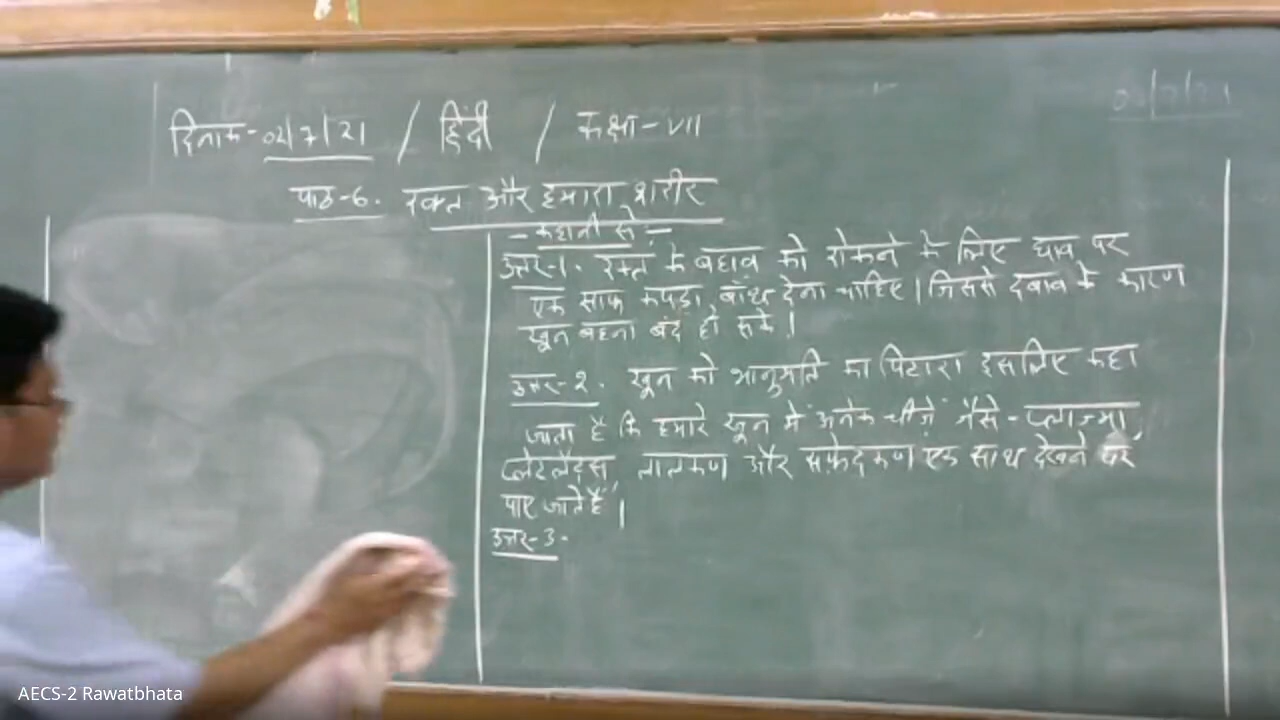 दिनाक-02/7/21 / हिंदी / कक्षा-VII
पाठ-6. रक्त और हमारा शरीर
-कहानी से:-
उत्तर-1. रक्त के बहाव को रोकने के लिए घाव पर
एक साफ कपड़ा बाँध देना चाहिए। जिससे दबाव के कारण
खून बहना बंद हो सके।
उत्तर-2. खून को भानुमति का पिटारा इसलिए कहा
जाता है कि हमारे खून में अनेक चीजें जैसे-प्लाज्मा,
प्लेटलैट्स, लालकण और सफेदकण एक साथ देखने पर
पाए जाते हैं।
उत्तर-3.
AECS-2 Rawatbhata